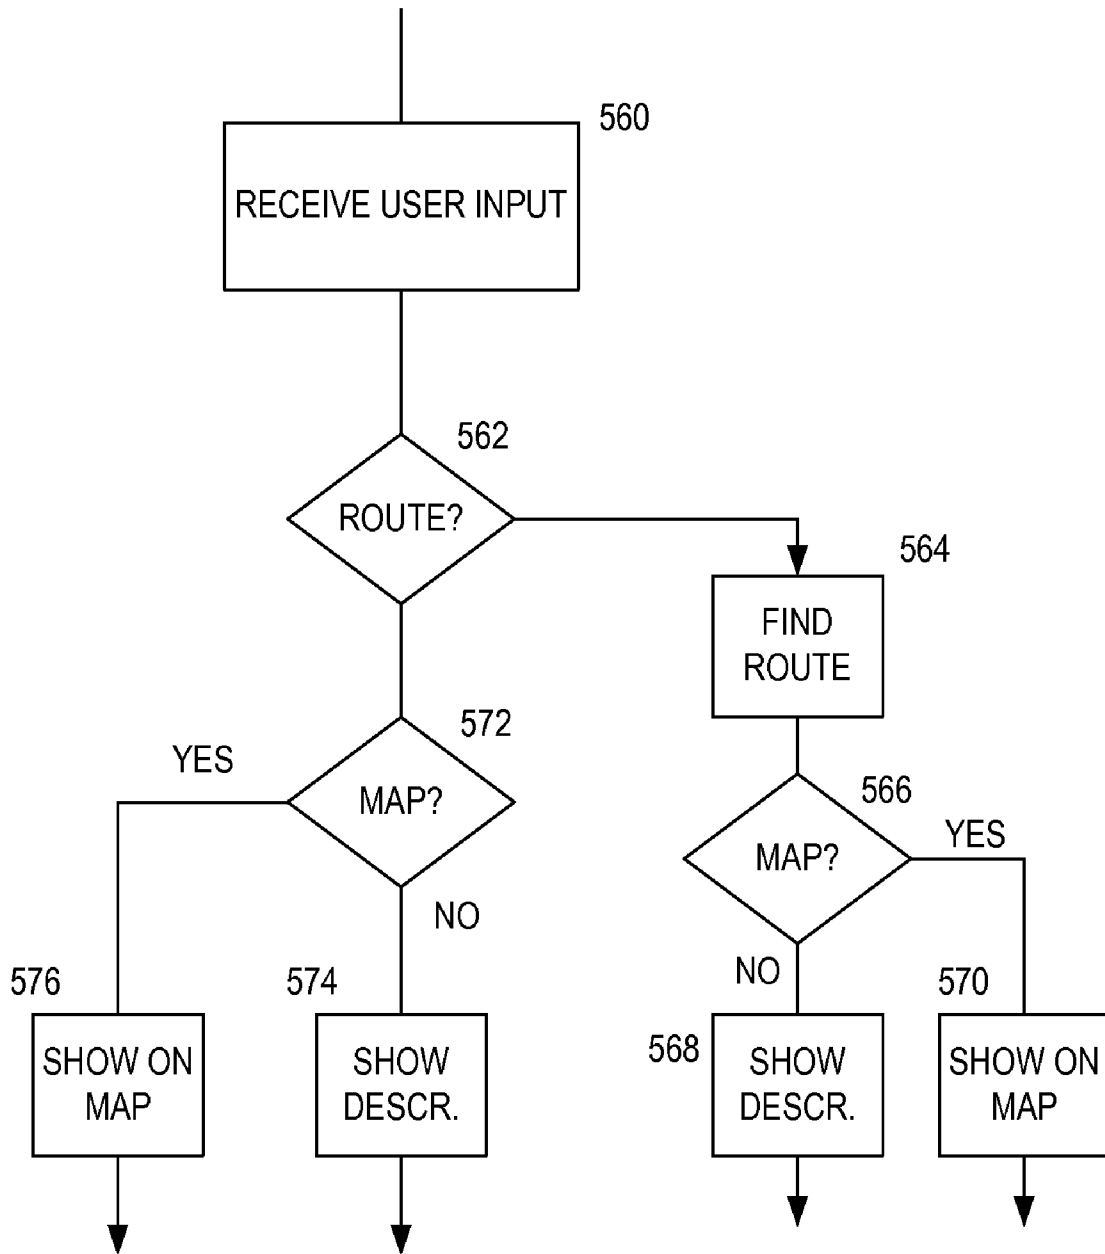 560
RECEIVE USER INPUT
562
ROUTE?
564
FIND
ROUTE
572
YES
MAP?
NO
566
YES
MAP?
NO
576
SHOW ON
MAP
574
SHOW
DESCR.
568
SHOW
DESCR.
570
SHOW ON
MAP